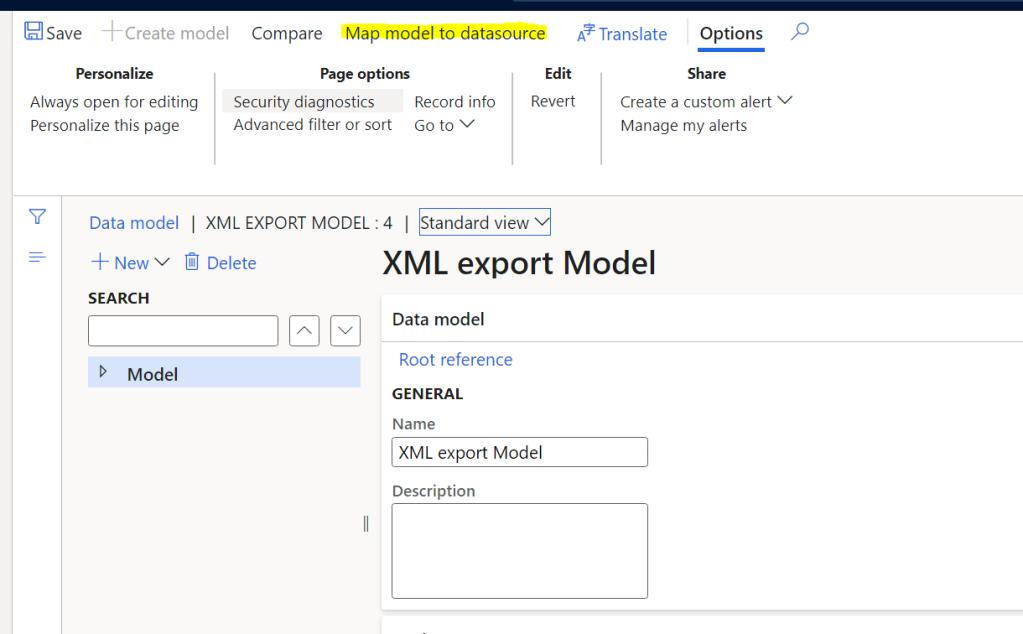 Save Create model Compare Map model to datasource Translate Options
Personalize
Always open for editing
Personalize this page
Page options
Security diagnostics Record info
Advanced filter or sort Go to
Edit
Revert
Share
Create a custom alert
Manage my alerts
Data model | XML EXPORT MODEL : 4 | Standard view
New Delete
SEARCH
Model
XML export Model
Data model
Root reference
GENERAL
Name
XML export Model
Description